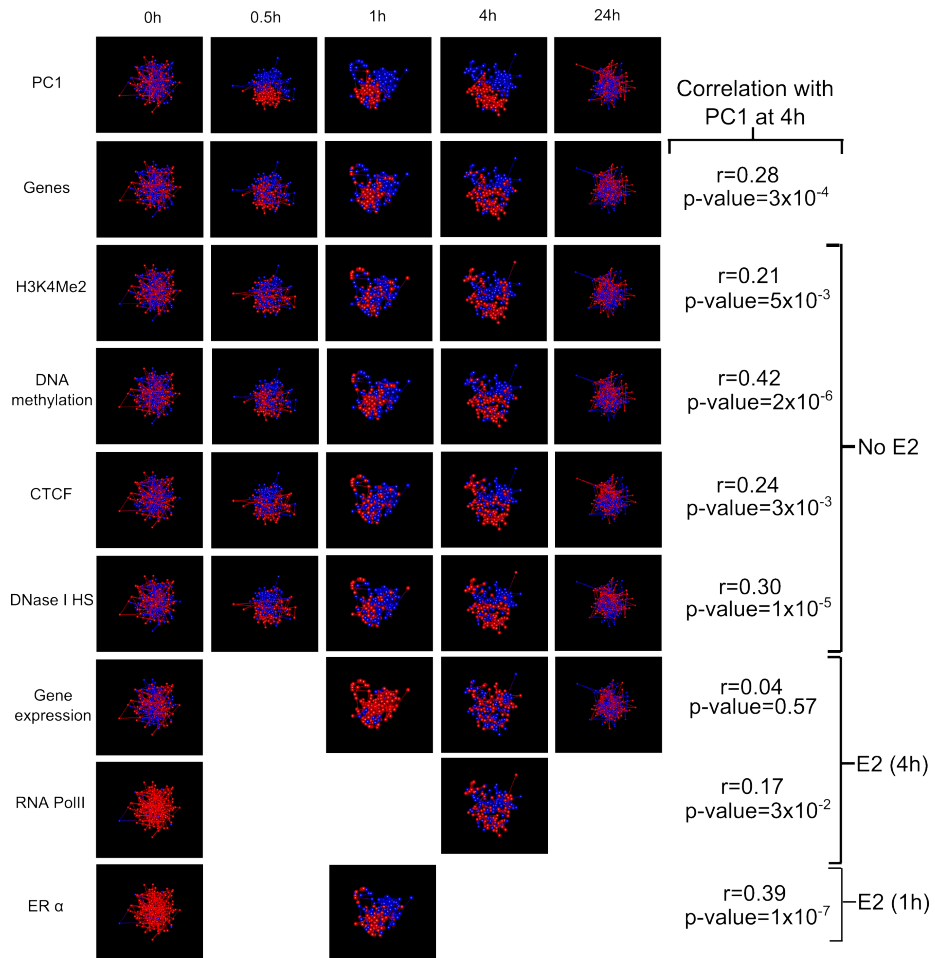 0h 0.5h 1h 4h 24h
PC1
Correlation with
PC1 at 4h
Genes
r=0.28
p-value=3x10⁻⁴
H3K4Me2
r=0.21
p-value=5x10⁻³
DNA
methylation
r=0.42
p-value=2x10⁻⁶
No E2
CTCF
r=0.24
p-value=3x10⁻³
DNase I HS
r=0.30
p-value=1x10⁻⁵
Gene
expression
r=0.04
p-value=0.57
E2 (4h)
RNA PolII
r=0.17
p-value=3x10⁻²
ER α
r=0.39
p-value=1x10⁻⁷
E2 (1h)